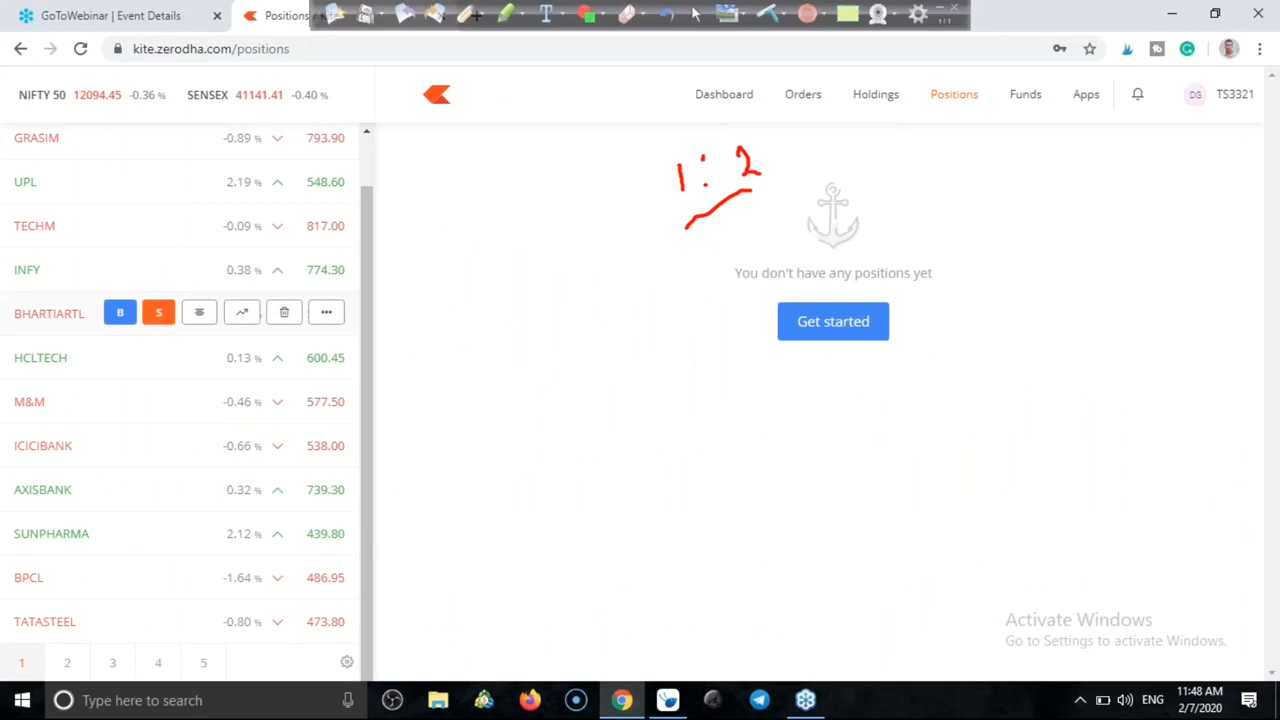 GoToWebinar | Event Details
Positions / Kite
1/1
kite.zerodha.com/positions
NIFTY 50 12094.45 -0.36 % SENSEX 41141.41 -0.40 %
Dashboard Orders Holdings Positions Funds Apps DG TS3321
GRASIM -0.89 % 793.90
UPL 2.19 % 548.60
TECHM -0.09 % 817.00
INFY 0.38 % 774.30
BHARTIARTL B S
HCLTECH 0.13 % 600.45
M&M -0.46 % 577.50
ICICIBANK -0.66 % 538.00
AXISBANK 0.32 % 739.30
SUNPHARMA 2.12 % 439.80
BPCL -1.64 % 486.95
TATASTEEL -0.80 % 473.80
1 2 3 4 5
1 : 2
You don't have any positions yet
Get started
Activate Windows
Go to Settings to activate Windows.
Type here to search
ENG
11:48 AM
2/7/2020